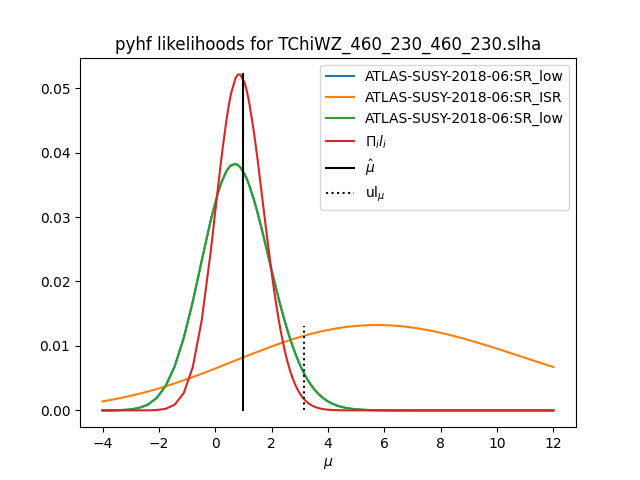 pyhf likelihoods for TChiWZ_460_230_460_230.slha
ATLAS-SUSY-2018-06:SR_low
ATLAS-SUSY-2018-06:SR_ISR
ATLAS-SUSY-2018-06:SR_low
Π_i l_i
μ̂
ul_μ
0.05
0.04
0.03
0.02
0.01
0.00
−4 −2 0 2 4 6 8 10 12
μ